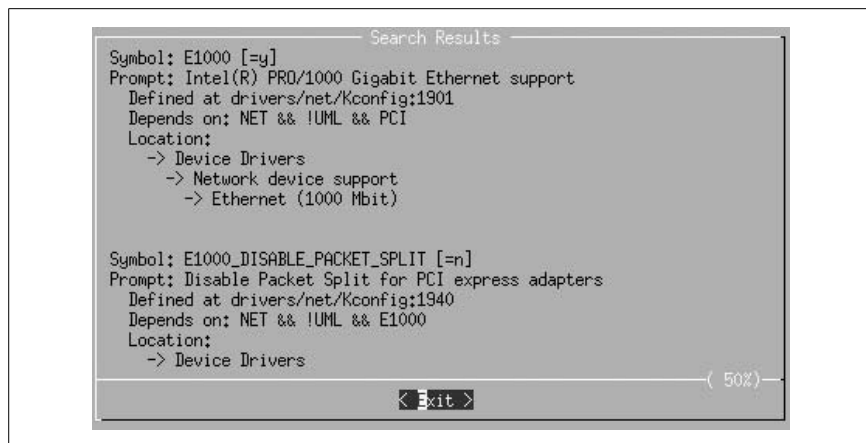 Search Results
Symbol: E1000 [=y]
Prompt: Intel(R) PRO/1000 Gigabit Ethernet support
Defined at drivers/net/Kconfig:1901
Depends on: NET && !UML && PCI
Location:
-> Device Drivers
-> Network device support
-> Ethernet (1000 Mbit)
Symbol: E1000_DISABLE_PACKET_SPLIT [=n]
Prompt: Disable Packet Split for PCI express adapters
Defined at drivers/net/Kconfig:1940
Depends on: NET && !UML && E1000
Location:
-> Device Drivers
( 50%)
< Exit >